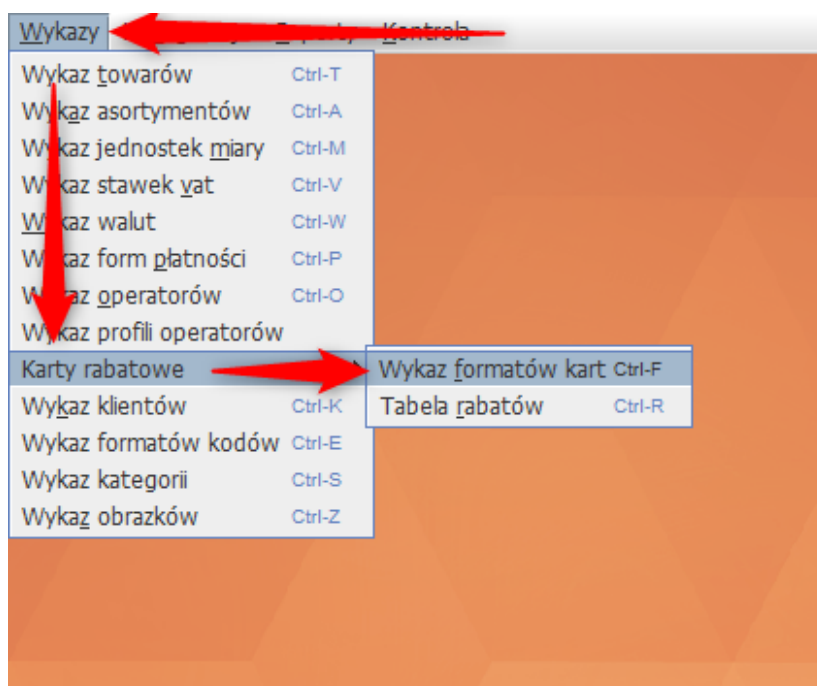 Wykazy Kontrola
Wykaz towarów Ctrl-T
Wykaz asortymentów Ctrl-A
Wykaz jednostek miary Ctrl-M
Wykaz stawek vat Ctrl-V
Wykaz walut Ctrl-W
Wykaz form płatności Ctrl-P
Wykaz operatorów Ctrl-O
Wykaz profili operatorów
Karty rabatowe
Wykaz formatów kart Ctrl-F
Tabela rabatów Ctrl-R
Wykaz klientów Ctrl-K
Wykaz formatów kodów Ctrl-E
Wykaz kategorii Ctrl-S
Wykaz obrazków Ctrl-Z